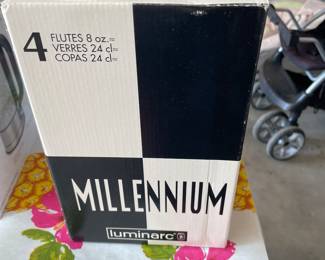 4 FLUTES 8 oz.≈
VERRES 24 cl≈
COPAS 24 cl≈
MILLENNIUM
luminarc